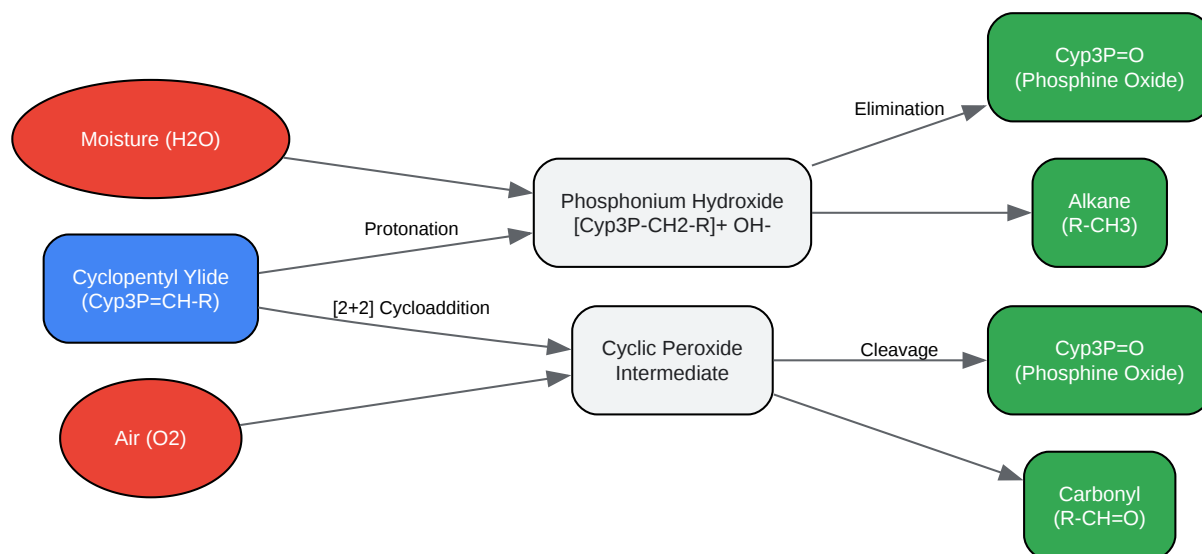 Cyp3P=O
(Phosphine Oxide)
Elimination
Moisture (H2O)
Phosphonium Hydroxide
[Cyp3P-CH2-R]+ OH-
Alkane
(R-CH3)
Protonation
Cyclopentyl Ylide
(Cyp3P=CH-R)
[2+2] Cycloaddition
Cyclic Peroxide
Intermediate
Cleavage
Cyp3P=O
(Phosphine Oxide)
Air (O2)
Carbonyl
(R-CH=O)